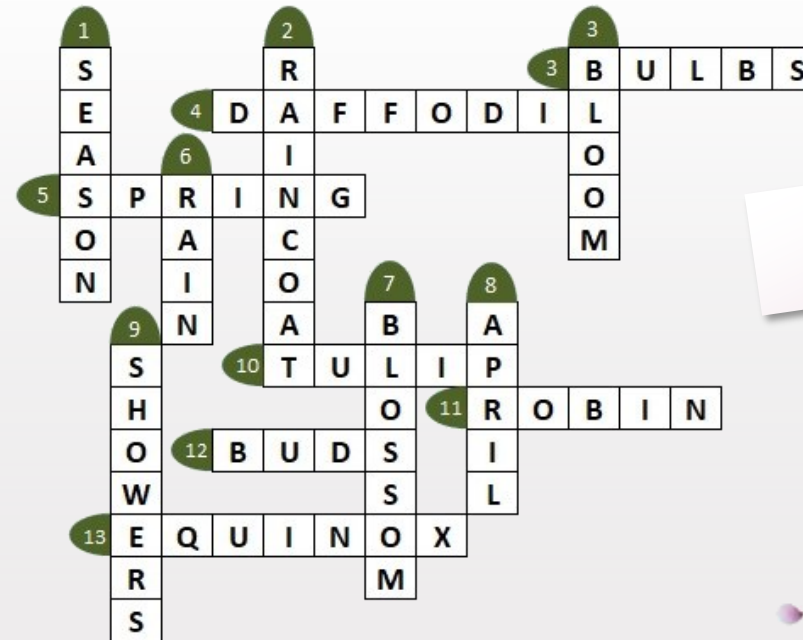 1 2 3
S R 3 B U L B S
E 4 D A F F O D I L
A 6 I O
5 S P R I N G O
O A C M
N I O 7 8
9 N A B A
S 10 T U L I P
H O 11 R O B I N
O 12 B U D S I
W S L
13 E Q U I N O X
R M
S